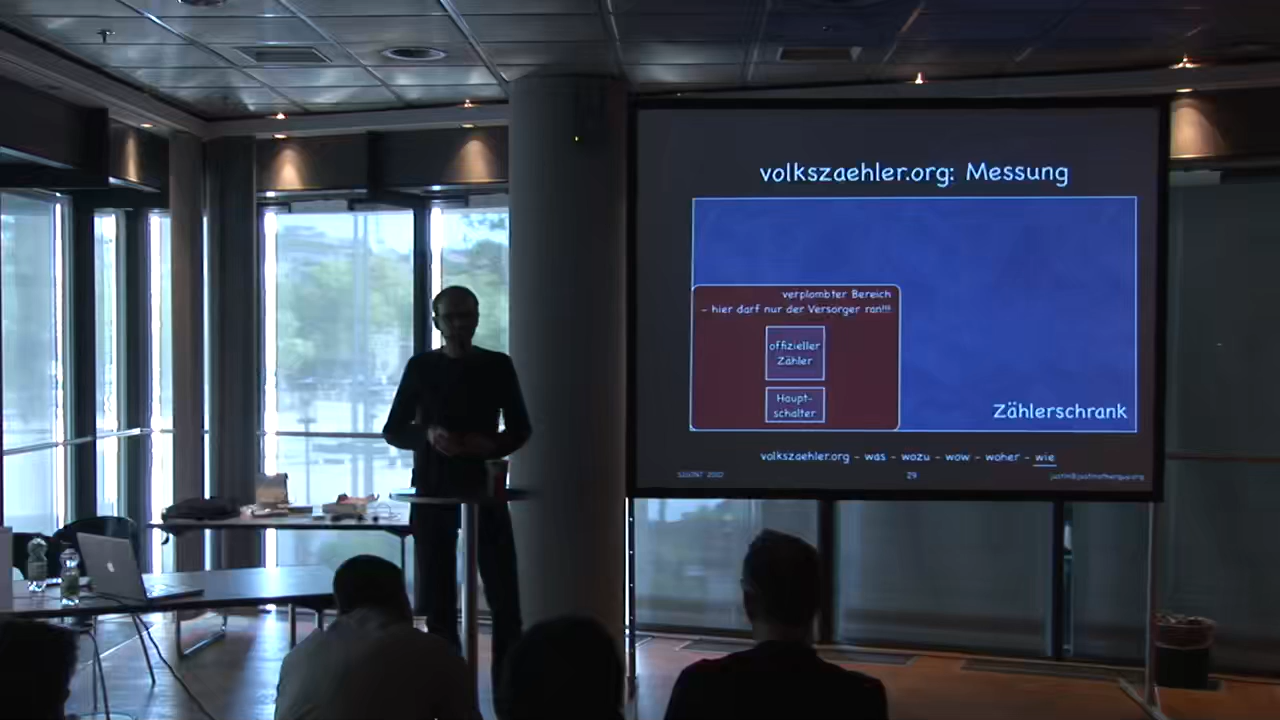 volkszaehler.org: Messung
verplombter Bereich
- hier darf nur der Versorger ran!!!
offizieller
Zähler
Haupt-
schalter
Zählerschrank
volkszaehler.org - was - wozu - wow - woher - wie
29